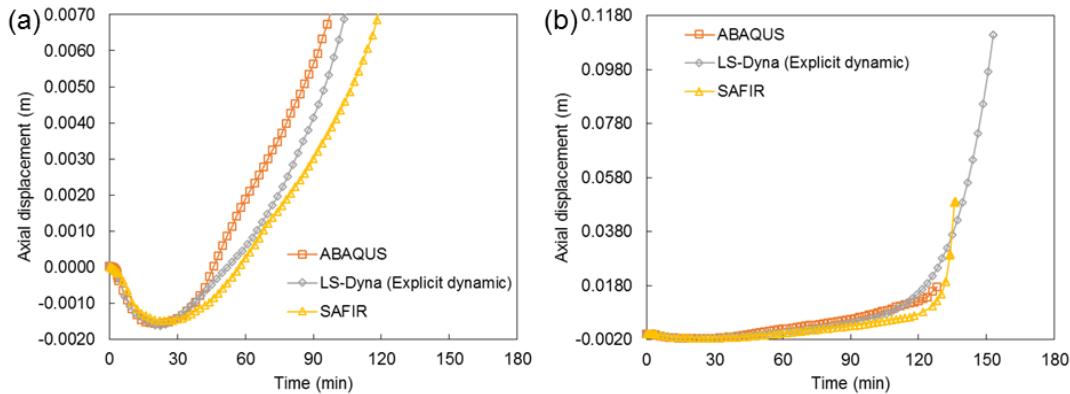 (a)
0.0070
0.0060
0.0050
0.0040
0.0030
0.0020
0.0010
0.0000
-0.0010
-0.0020
Axial displacement (m)
ABAQUS
LS-Dyna (Explicit dynamic)
SAFIR
0 30 60 90 120 150 180
Time (min)
(b)
0.1180
0.0980
0.0780
0.0580
0.0380
0.0180
-0.0020
Axial displacement (m)
ABAQUS
LS-Dyna (Explicit dynamic)
SAFIR
0 30 60 90 120 150 180
Time (min)